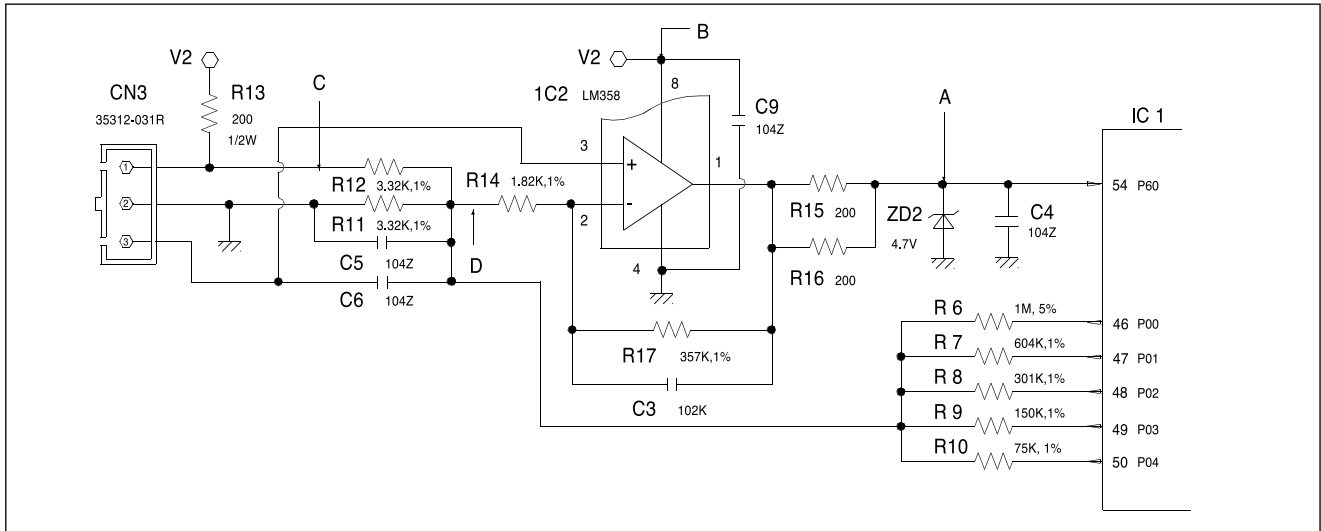 B
V2
V2
8
A
C
CN3
R13
1C2 LM358
C9
IC 1
35312-031R
200
104Z
1/2W
3
1
1
+
54 P60
R12 3.32K,1%
R14 1.82K,1%
2
-
R15 200
ZD2
C4
R11 3.32K,1%
2
4.7V
104Z
3
C5 104Z
D
4
R16 200
C6 104Z
R 6 1M, 5%
46 P00
R17 357K,1%
R 7 604K,1%
47 P01
R 8 301K,1%
48 P02
C3 102K
R 9 150K,1%
49 P03
R10 75K, 1%
50 P04